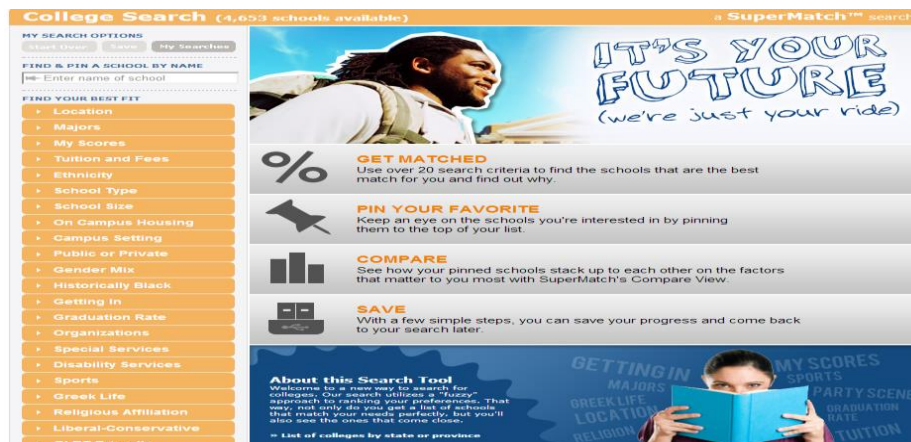 College Search (4,653 schools available)
a SuperMatch™ search
MY SEARCH OPTIONS
Start Over Save My Searches
FIND & PIN A SCHOOL BY NAME
Enter name of school
FIND YOUR BEST FIT
Location
Majors
My Scores
Tuition and Fees
Ethnicity
School Type
School Size
On Campus Housing
Campus Setting
Public or Private
Gender Mix
Historically Black
Getting In
Graduation Rate
Organizations
Special Services
Disability Services
Sports
Greek Life
Religious Affiliation
Liberal-Conservative
IT'S YOUR
FUTURE
(we're just your ride)
%
GET MATCHED
Use over 20 search criteria to find the schools that are the best
match for you and find out why.
PIN YOUR FAVORITE
Keep an eye on the schools you're interested in by pinning
them to the top of your list.
COMPARE
See how your pinned schools stack up to each other on the factors
that matter to you most with SuperMatch's Compare View.
SAVE
With a few simple steps, you can save your progress and come back
to your search later.
About this Search Tool
Welcome to a new way to search for
colleges. Our search utilizes a "fuzzy"
approach to ranking your preferences. That
way, not only do you get a list of schools
that match your needs perfectly, but you'll
also see the ones that come close.
» List of colleges by state or province
GETTING IN
MAJORS
GREEK LIFE
LOCATION
RELIGION
MY SCORES
SPORTS
PARTY SCENE
GRADUATION
RATE
TUITION